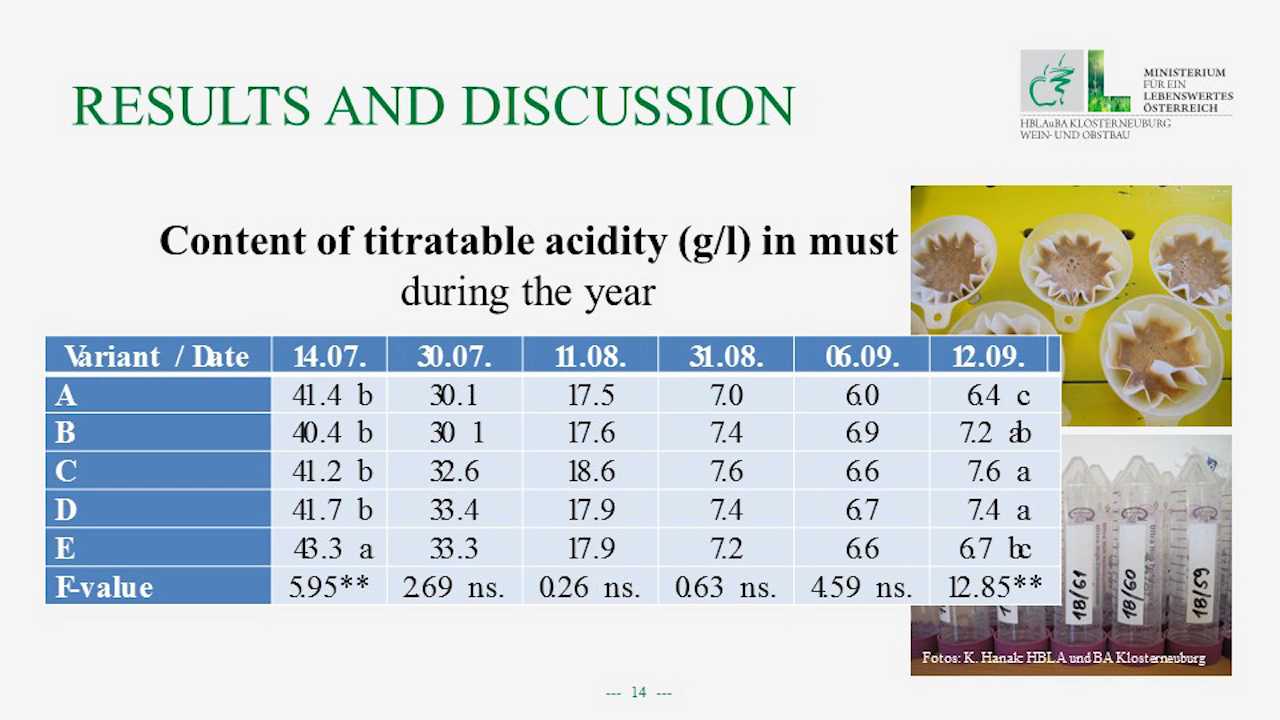 RESULTS AND DISCUSSION
MINISTERIUM
FÜR EIN
LEBENSWERTES
ÖSTERREICH
HBLAuBA KLOSTERNEUBURG
WEIN- UND OBSTBAU
Content of titratable acidity (g/l) in must
during the year
Variant / Date 14.07. 30.07. 11.08. 31.08. 06.09. 12.09.
A 41.4 b 30.1 17.5 7.0 6.0 6.4 c
B 40.4 b 30 1 17.6 7.4 6.9 7.2 ab
C 41.2 b 32.6 18.6 7.6 6.6 7.6 a
D 41.7 b 33.4 17.9 7.4 6.7 7.4 a
E 43.3 a 33.3 17.9 7.2 6.6 6.7 bc
F-value 5.95** 2.69 ns. 0.26 ns. 0.63 ns. 4.59 ns. 12.85**
18/61
18/60
18/59
Fotos: K. Hanak: HBLA und BA Klosterneuburg
--- 14 ---